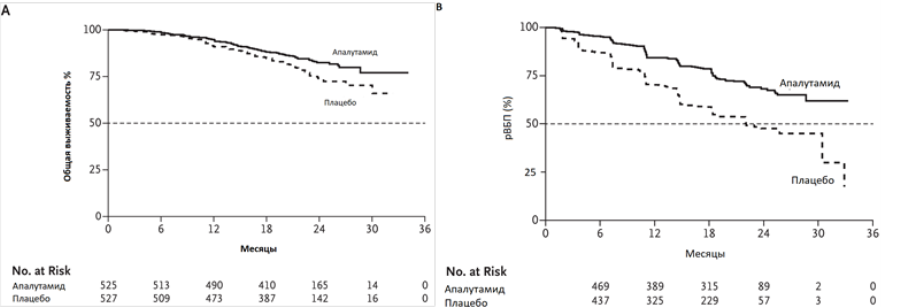 A
Общая выживаемость %
100
75
50
25
0
Апалутамид
Плацебо
0 6 12 18 24 30 36
Месяцы
No. at Risk
Апалутамид 525 513 490 410 165 14 0
Плацебо 527 509 473 387 142 16 0
B
рВБП (%)
100
75
50
25
0
Апалутамид
Плацебо
0 6 12 18 24 30 36
Месяцы
No. at Risk
Апалутамид 469 389 315 89 2 0
Плацебо 437 325 229 57 3 0